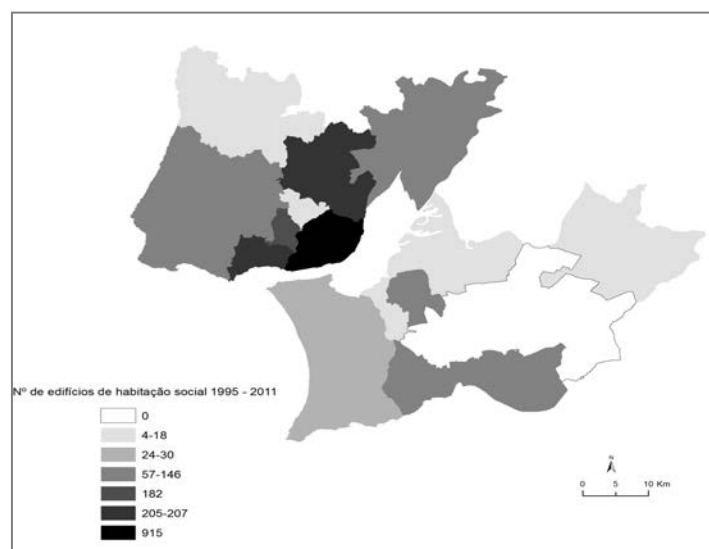 Nº de edifícios de habitação social 1995 - 2011
0
4-18
24-30
57-146
182
205-207
915
N
0 5 10 Km